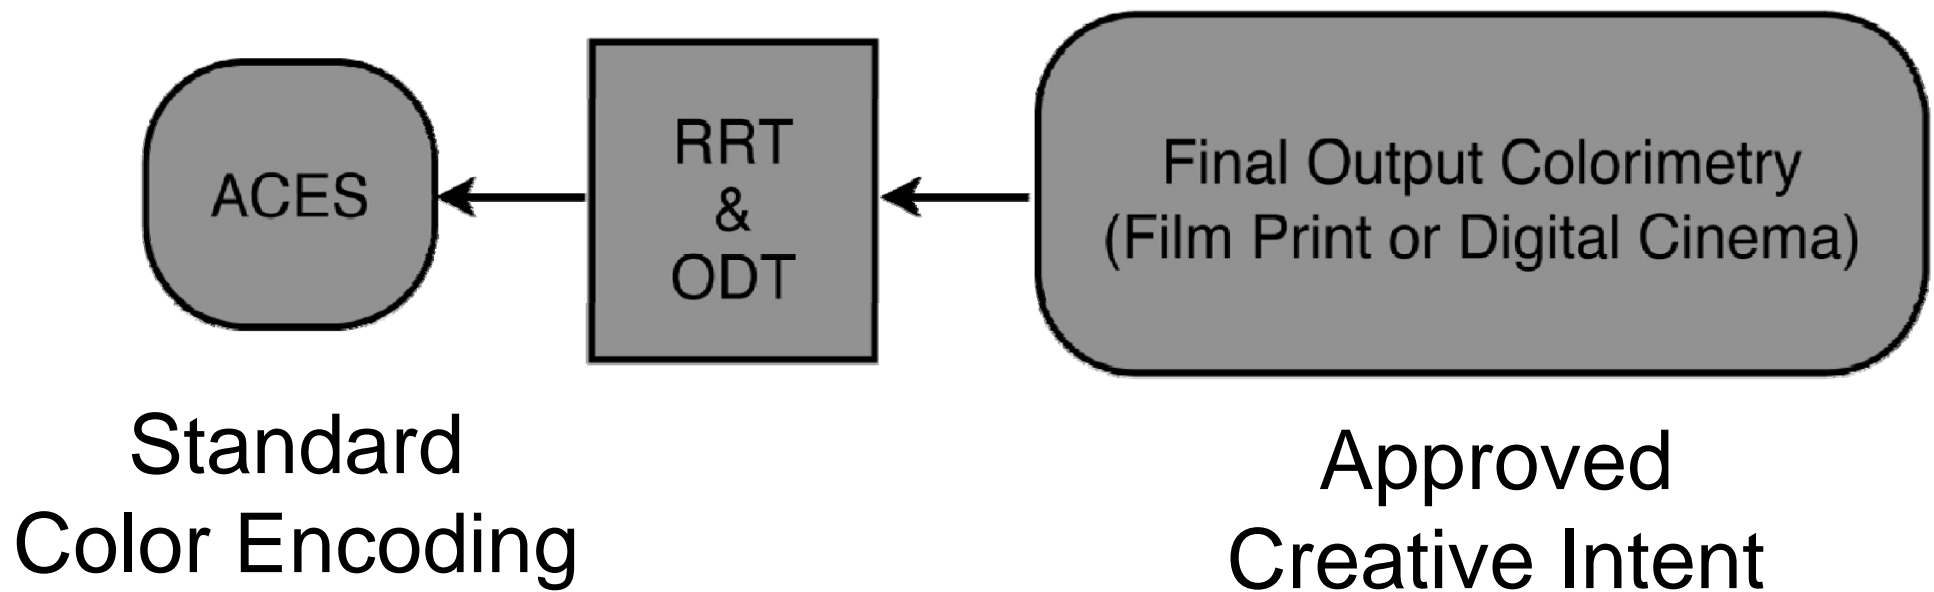 ACES
RRT
&
ODT
Final Output Colorimetry
(Film Print or Digital Cinema)
Standard
Color Encoding
Approved
Creative Intent